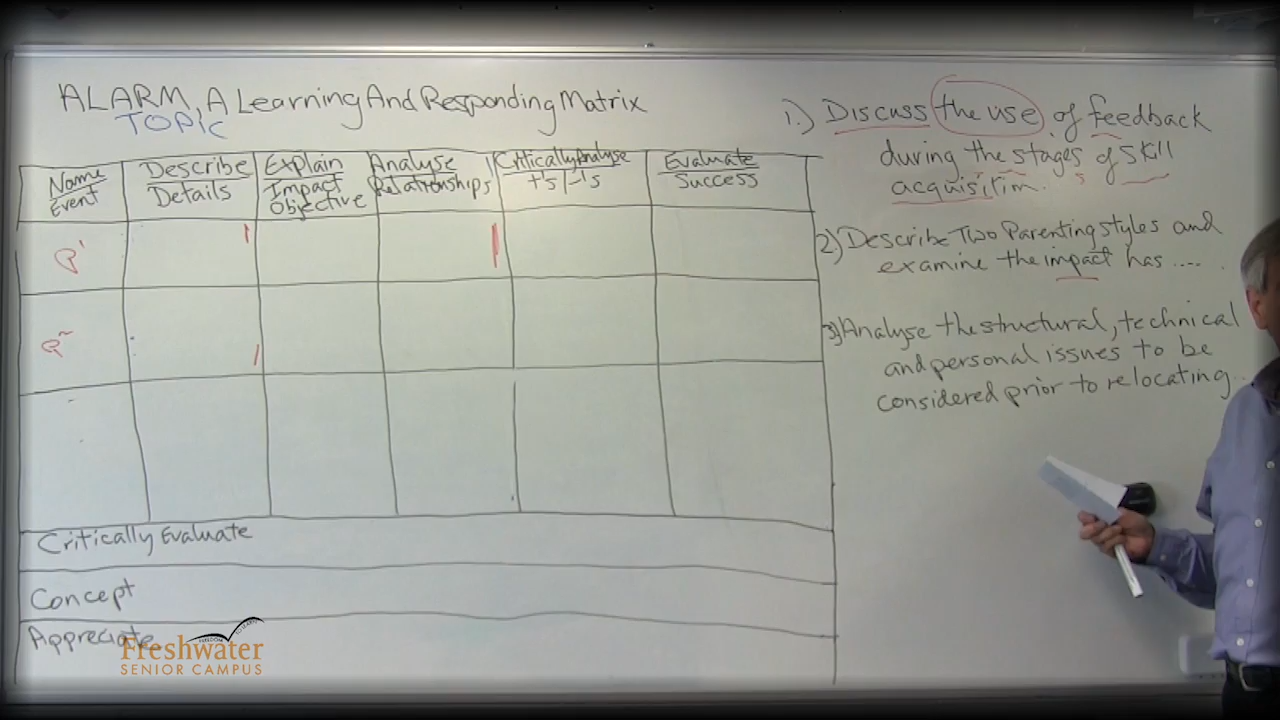 ALARM, A Learning And Responding Matrix
TOPIC
Name
Event
Describe
Details
Explain
Impact
Objective
Analyse
Relationships
Critically Analyse
+'s/-'s
Evaluate
Success
Critically Evaluate
Concept
Appreciate
1.) Discuss the use of feedback
during the stages of skill
acquisition.
2) Describe Two Parenting styles and
examine the impact has ....
3) Analyse the structural, technical
and personal issues to be
considered prior to relocating..
Freshwater
SENIOR CAMPUS